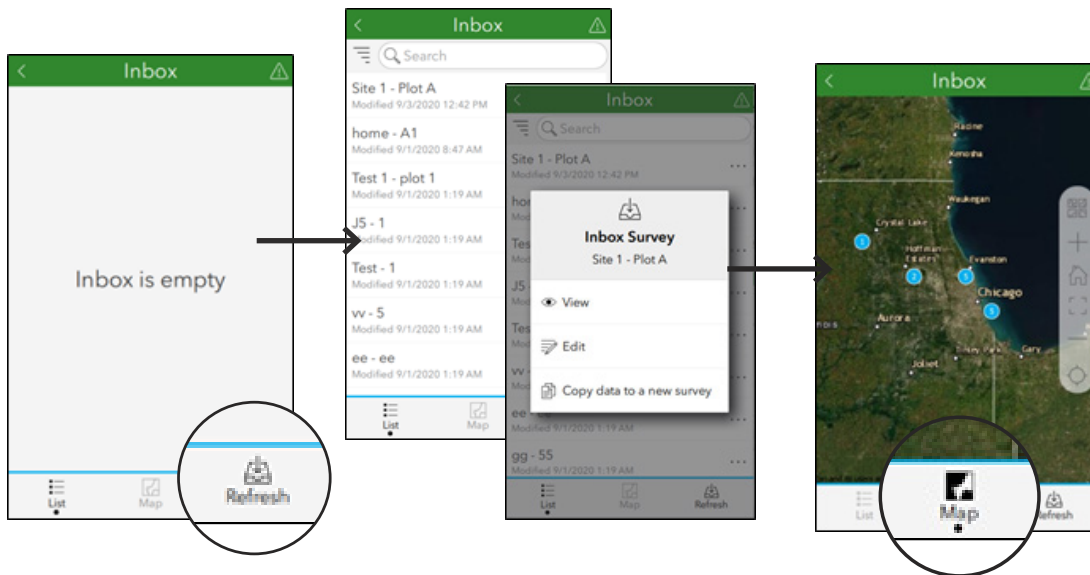 Inbox
Inbox is empty
List
Map
Refresh
Inbox
Search
Site 1 - Plot A
Modified 9/3/2020 12:42 PM
home - A1
Modified 9/1/2020 8:47 AM
Test 1 - plot 1
Modified 9/1/2020 1:19 AM
J5 - 1
Modified 9/1/2020 1:19 AM
Test - 1
Modified 9/1/2020 1:19 AM
vv - 5
Modified 9/1/2020 1:19 AM
ee - ee
Modified 9/1/2020 1:19 AM
List
Map
Inbox
Search
Site 1 - Plot A
Modified 9/3/2020 12:42 PM
Inbox Survey
Site 1 - Plot A
View
Edit
Copy data to a new survey
Modified 9/1/2020 1:19 AM
gg - 55
Modified 9/1/2020 1:19 AM
List
Map
Refresh
Inbox
Racine
Kenosha
Waukegan
Crystal Lake
1
Hoffman
Estates
Evanston
2
5
Chicago
5
Aurora
Tinley Park
Gary
Joliet
List
Map
Refresh